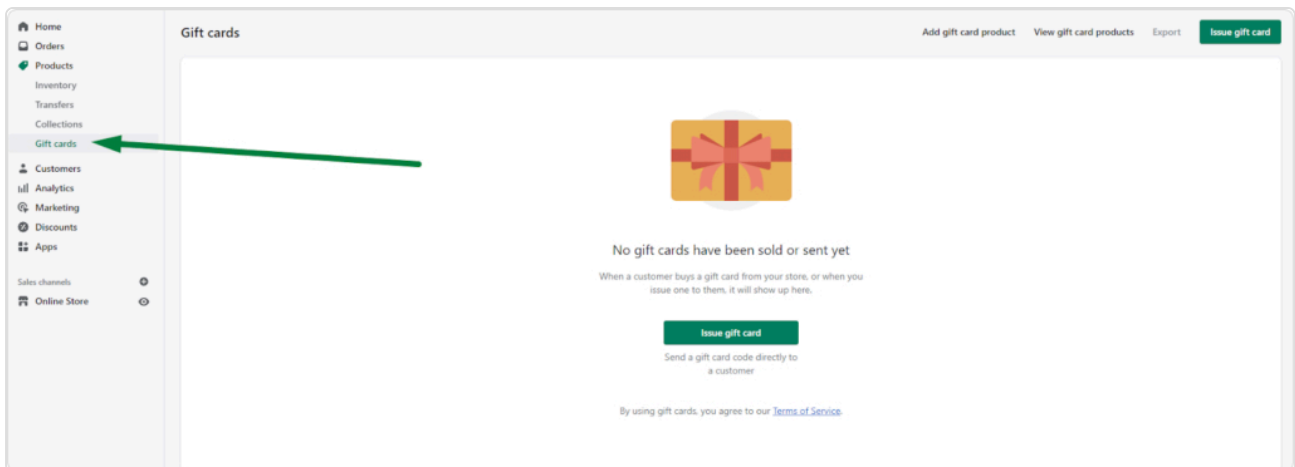 Home
Orders
Products
Inventory
Transfers
Collections
Gift cards
Customers
Analytics
Marketing
Discounts
Apps
Sales channels
Online Store
Gift cards
Add gift card product View gift card products Export Issue gift card
No gift cards have been sold or sent yet
When a customer buys a gift card from your store, or when you
issue one to them, it will show up here.
Issue gift card
Send a gift card code directly to
a customer
By using gift cards, you agree to our Terms of Service.